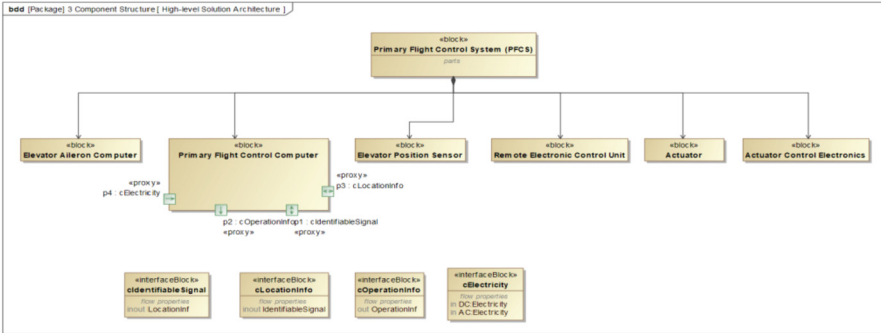 bdd [Package] 3 Component Structure [ High-level Solution Architecture ]
«block»
Primary Flight Control System (PFCS)
parts
«block»
Elevator Aileron Computer
«block»
Primary Flight Control Computer
«block»
Elevator Position Sensor
«block»
Remote Electronic Control Unit
«block»
Actuator
«block»
Actuator Control Electronics
«proxy»
p4 : cElectricity
«proxy»
p3 : cLocationInfo
p2 : cOperationInfo
«proxy»
p1 : cIdentifiableSignal
«proxy»
«interfaceBlock»
cIdentifiableSignal
flow properties
inout LocationInf
«interfaceBlock»
cLocationInfo
flow properties
inout IdentifiableSignal
«interfaceBlock»
cOperationInfo
flow properties
out OperationInf
«interfaceBlock»
cElectricity
flow properties
in DC:Electricity
in AC:Electricity